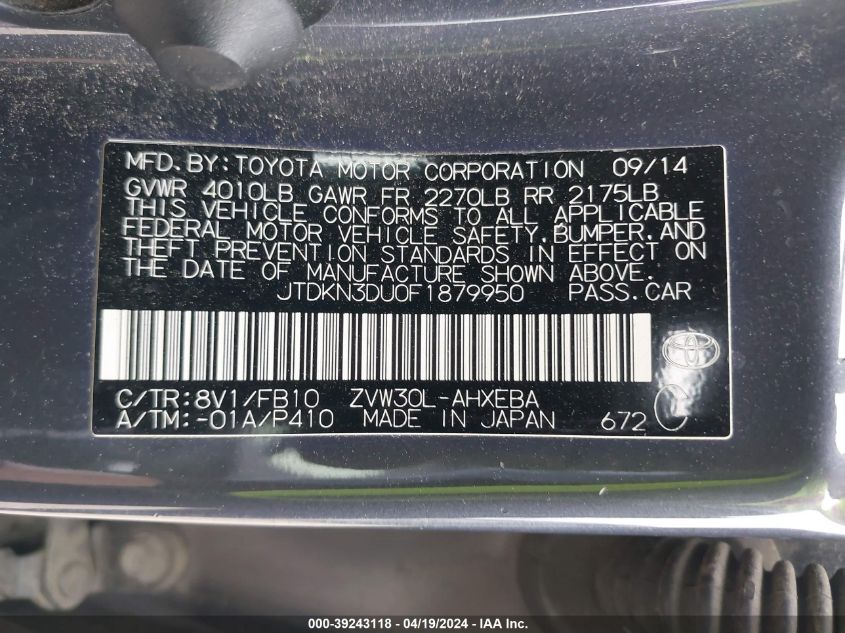 MFD.BY:TOYOTA MOTOR CORPORATION 09/14
GVWR 4010LB GAWR FR 2270LB RR 2175LB
THIS VEHICLE CONFORMS TO ALL APPLICABLE
FEDERAL MOTOR VEHICLE SAFETY,BUMPER,AND
THEFT PREVENTION STANDARDS IN EFFECT ON
THE DATE OF MANUFACTURE SHOWN ABOVE.
JTDKN3DU0F1879950 PASS.CAR
C/TR:8V1/FB10 ZVW30L-AHXEBA
A/TM:-01A/P410 MADE IN JAPAN 672
000-39243118 - 04/19/2024 - IAA Inc.